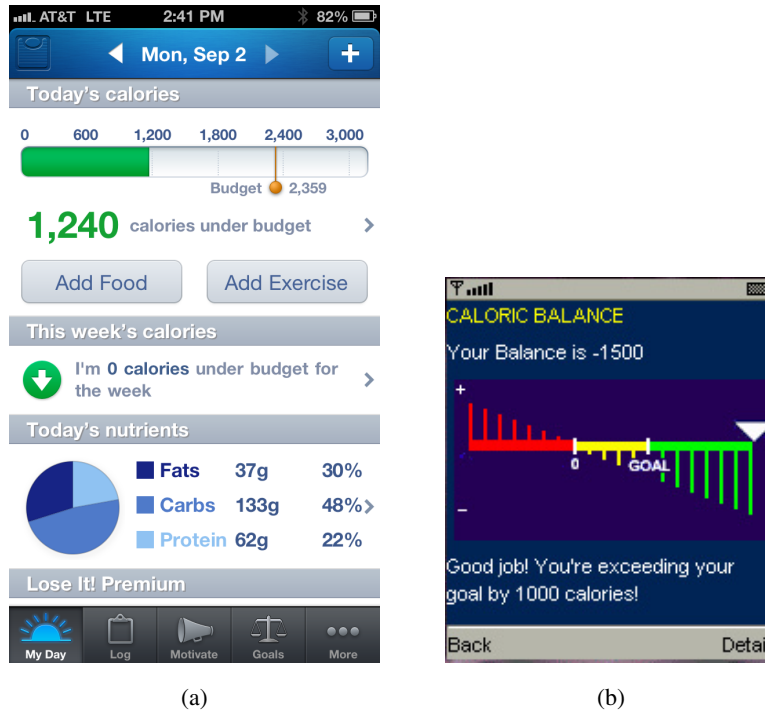 AT&T LTE 2:41 PM 82%
Mon, Sep 2 +
Today's calories
0 600 1,200 1,800 2,400 3,000
Budget 2,359
1,240 calories under budget
Add Food Add Exercise
This week's calories
I'm 0 calories under budget for
the week
Today's nutrients
Fats 37g 30%
Carbs 133g 48%
Protein 62g 22%
Lose It! Premium
My Day Log Motivate Goals More
(a)
CALORIC BALANCE
Your Balance is -1500
+
0 GOAL
–
Good job! You're exceeding your
goal by 1000 calories!
Back Detai
(b)